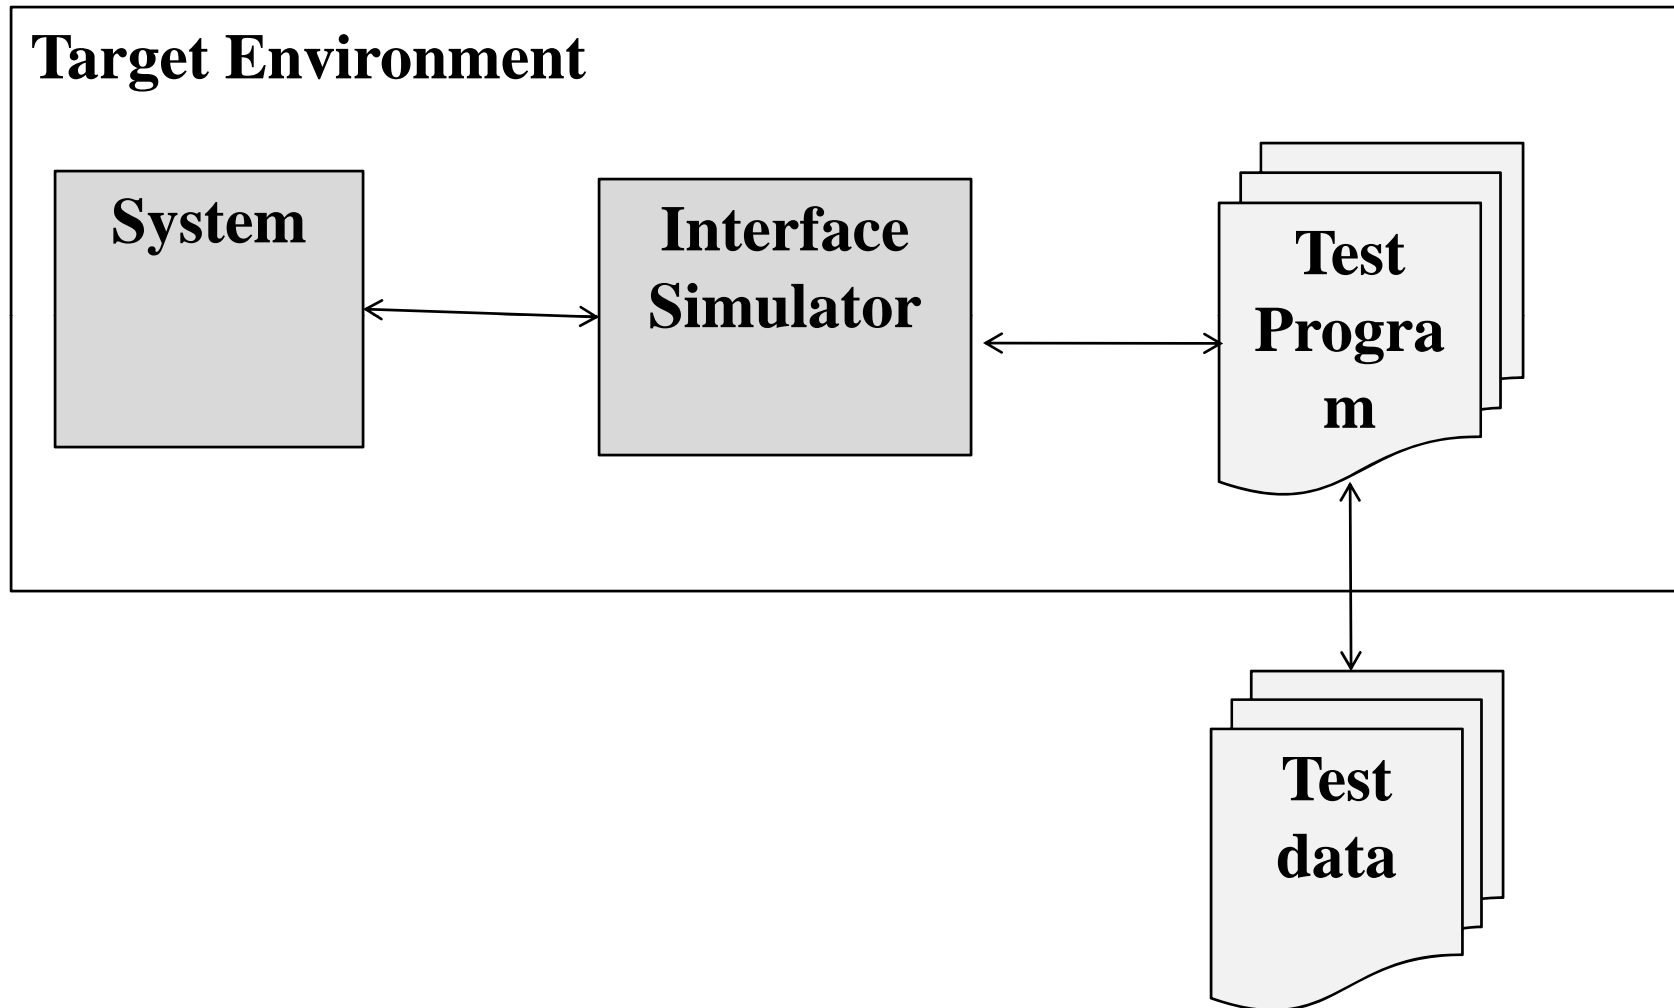 Target Environment
System
Interface
Simulator
Test
Progra
m
Test
data